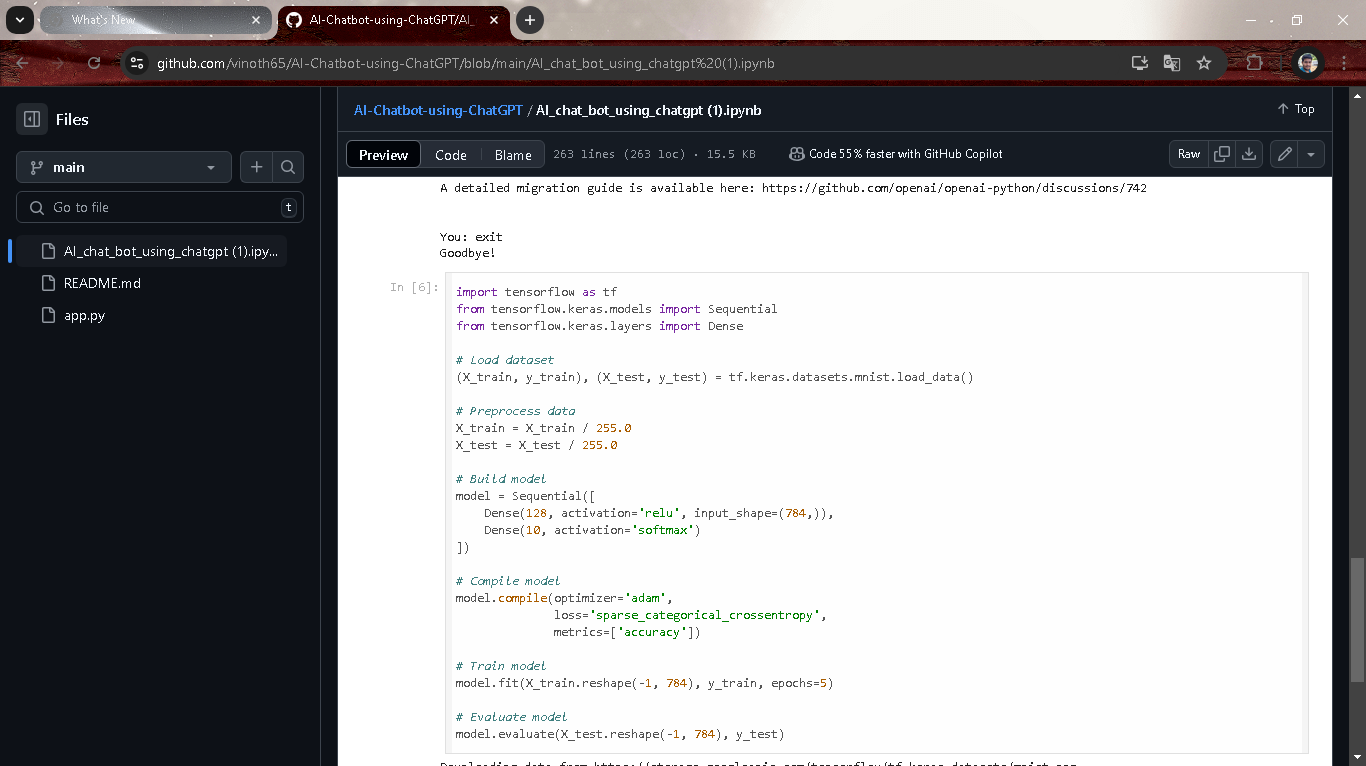 What's New
AI-Chatbot-using-ChatGPT/AI_
github.com/vinoth65/AI-Chatbot-using-ChatGPT/blob/main/AI_chat_bot_using_chatgpt%20(1).ipynb
Files
main
Go to file
t
AI_chat_bot_using_chatgpt (1).ipy...
README.md
app.py
AI-Chatbot-using-ChatGPT / AI_chat_bot_using_chatgpt (1).ipynb
Top
Preview
Code
Blame
263 lines (263 loc) · 15.5 KB
Code 55% faster with GitHub Copilot
Raw
A detailed migration guide is available here: https://github.com/openai/openai-python/discussions/742
You: exit
Goodbye!
In [6]:
import tensorflow as tf
from tensorflow.keras.models import Sequential
from tensorflow.keras.layers import Dense
# Load dataset
(X_train, y_train), (X_test, y_test) = tf.keras.datasets.mnist.load_data()
# Preprocess data
X_train = X_train / 255.0
X_test = X_test / 255.0
# Build model
model = Sequential([
    Dense(128, activation='relu', input_shape=(784,)),
    Dense(10, activation='softmax')
])
# Compile model
model.compile(optimizer='adam',
              loss='sparse_categorical_crossentropy',
              metrics=['accuracy'])
# Train model
model.fit(X_train.reshape(-1, 784), y_train, epochs=5)
# Evaluate model
model.evaluate(X_test.reshape(-1, 784), y_test)